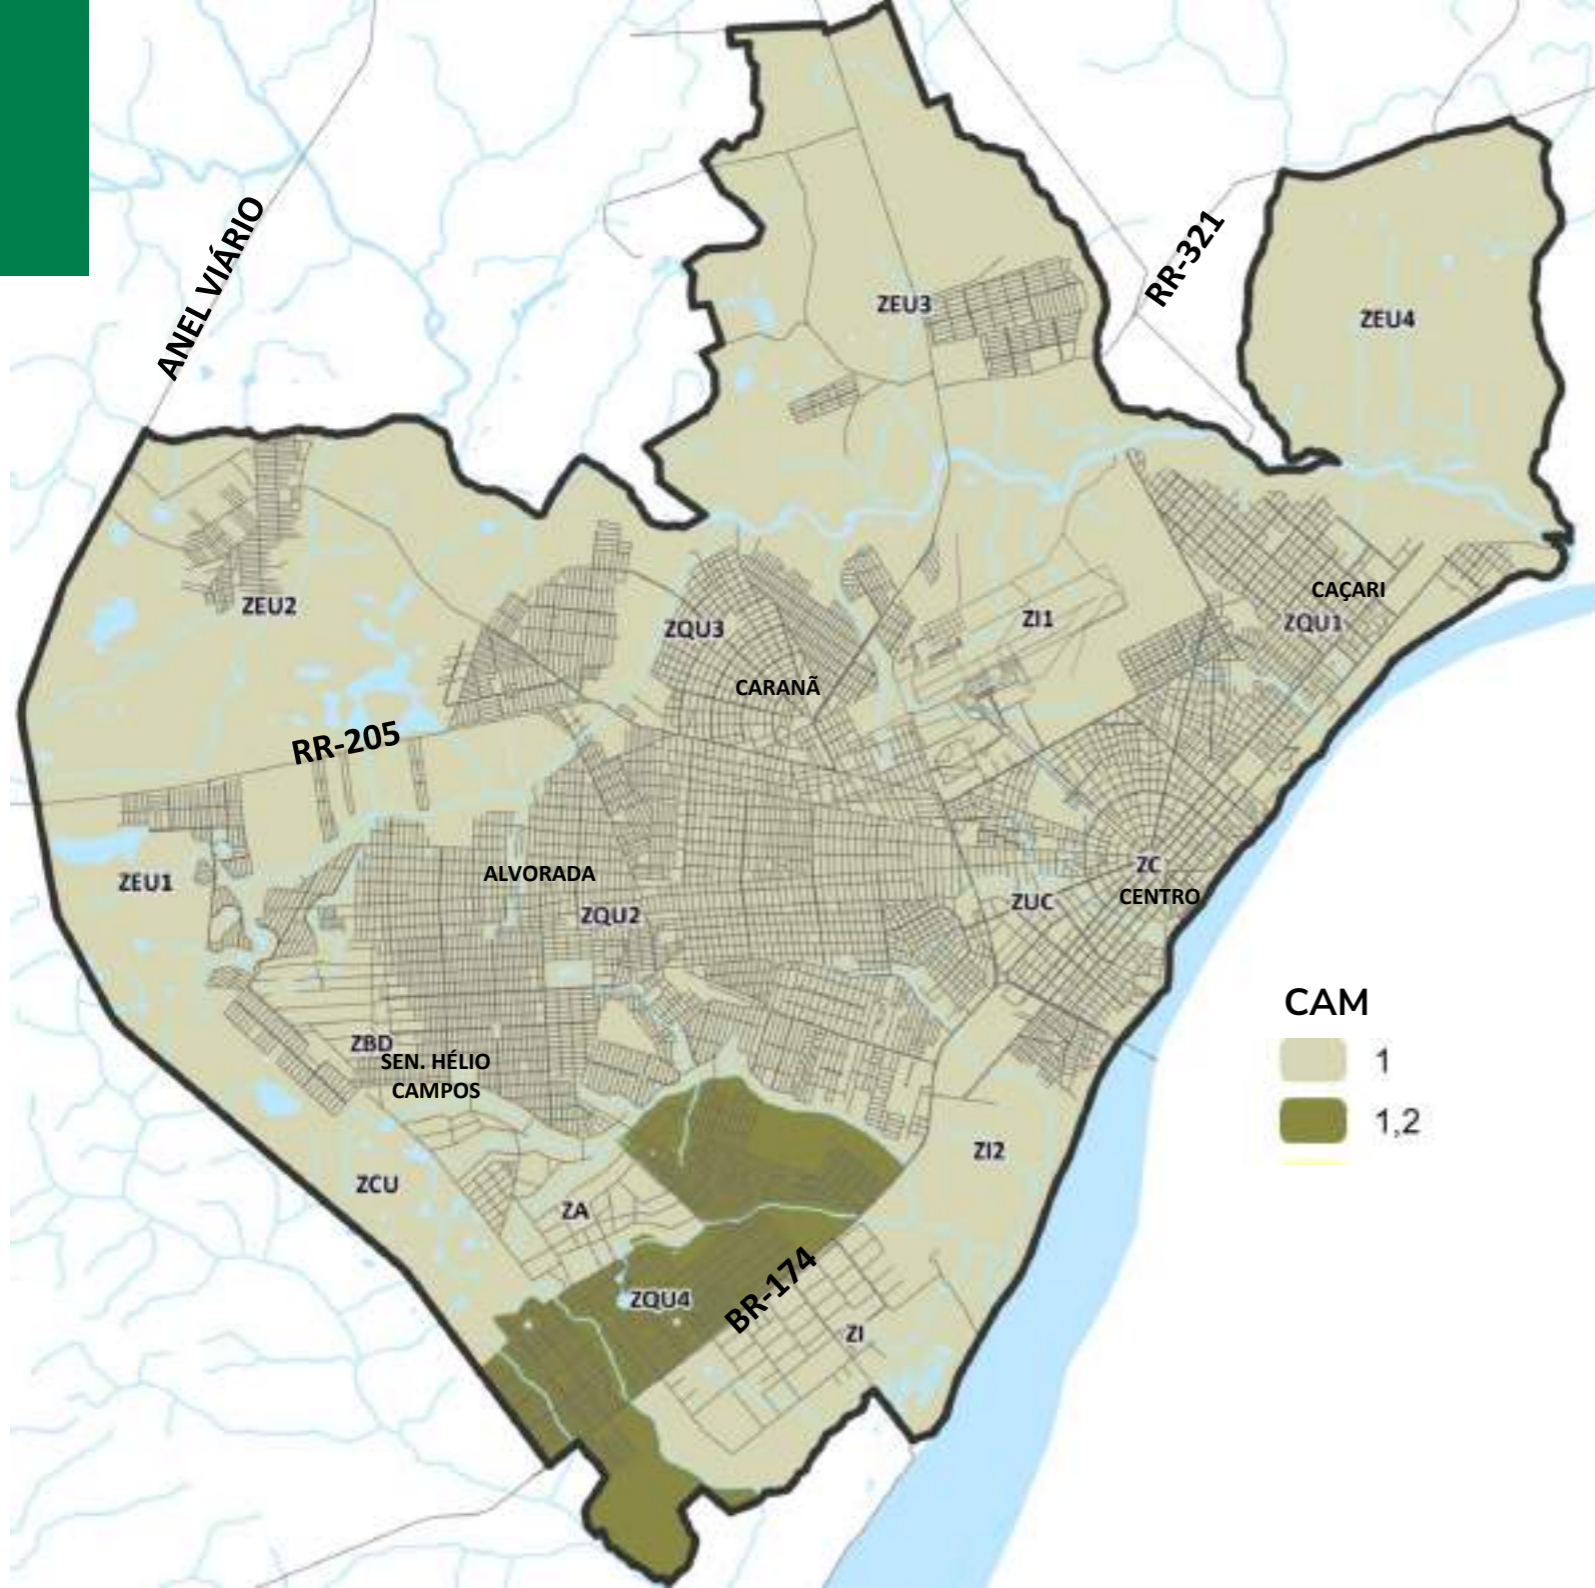 ANEL VIÁRIO
RR-321
ZEU3
ZEU4
ZEU2
ZQU3
ZI1
CAÇARI
ZQU1
CARANÃ
RR-205
ZEU1
ALVORADA
ZQU2
ZC
CENTRO
ZUC
ZBD
SEN. HÉLIO
CAMPOS
ZCU
ZA
ZI2
ZQU4
BR-174
ZI
CAM
1
1,2